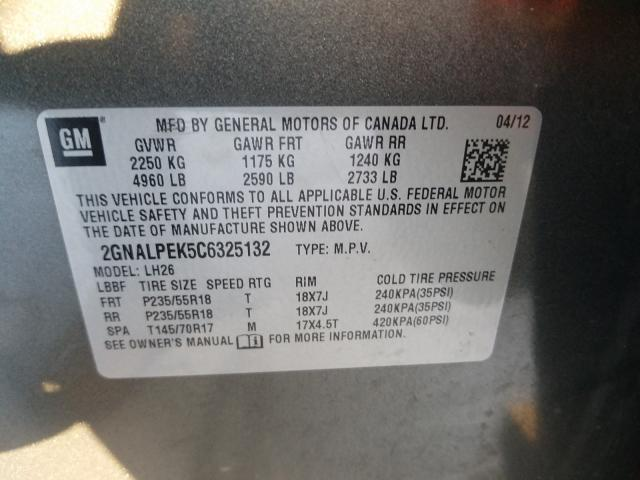 GM
MFD BY GENERAL MOTORS OF CANADA LTD. 04/12
GVWR GAWR FRT GAWR RR
2250 KG 1175 KG 1240 KG
4960 LB 2590 LB 2733 LB
THIS VEHICLE CONFORMS TO ALL APPLICABLE U.S. FEDERAL MOTOR
VEHICLE SAFETY AND THEFT PREVENTION STANDARDS IN EFFECT ON
THE DATE OF MANUFACTURE SHOWN ABOVE.
2GNALPEK5C6325132 TYPE: M.P.V.
MODEL: LH26
LBBF TIRE SIZE SPEED RTG RIM COLD TIRE PRESSURE
FRT P235/55R18 T 18X7J 240KPA(35PSI)
RR P235/55R18 T 18X7J 240KPA(35PSI)
SPA T145/70R17 M 17X4.5T 420KPA(60PSI)
SEE OWNER'S MANUAL FOR MORE INFORMATION.